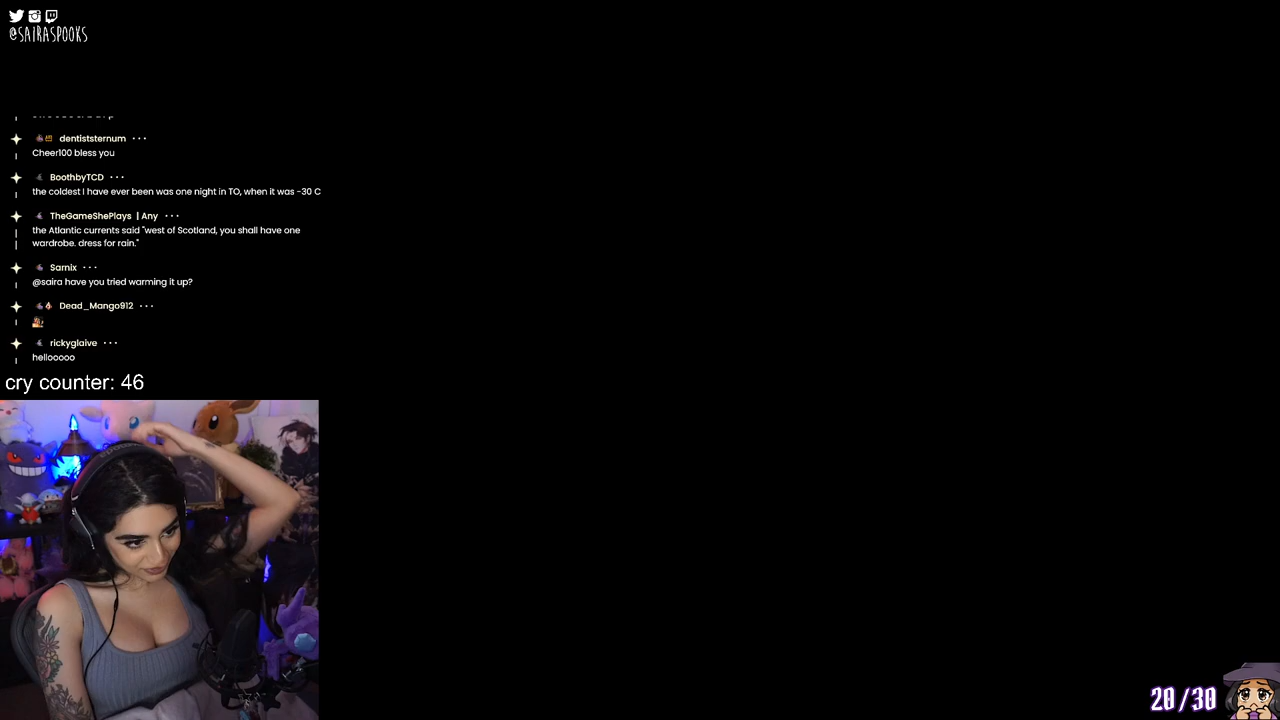 @SAIRASPOOKS
dentiststernum ···
Cheer100 bless you
BoothbyTCD ···
the coldest I have ever been was one night in TO, when it was -30 C
TheGameShePlays | Any ···
the Atlantic currents said "west of Scotland, you shall have one
wardrobe. dress for rain."
Sarnix ···
@saira have you tried warming it up?
Dead_Mango912 ···
rickyglaive ···
hellooooo
cry counter: 46
20/30